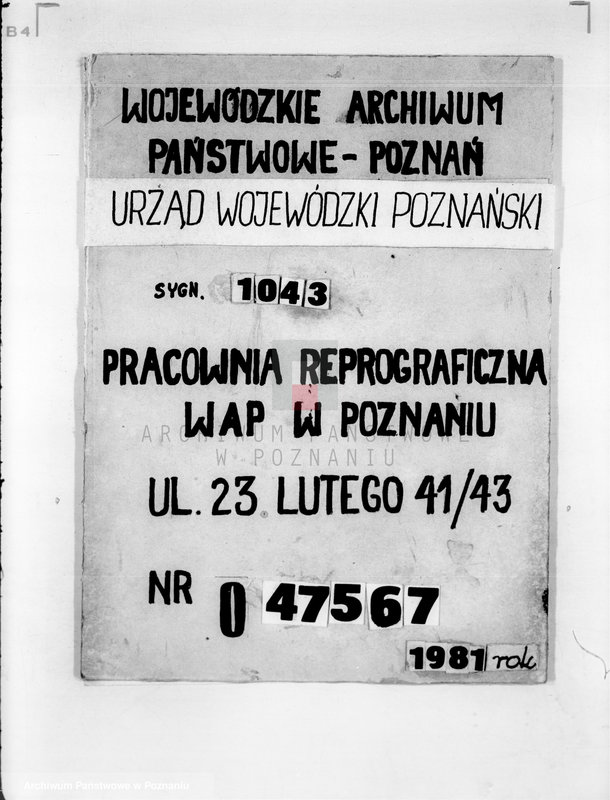 B4
WOJEWÓDZKIE ARCHIWUM
PAŃSTWOWE - POZNAŃ
URZĄD WOJEWÓDZKI POZNAŃSKI
SYGN. 1043
PRACOWNIA REPROGRAFICZNA
WAP W POZNANIU
ARCHIWUM PAŃSTWOWE
W POZNANIU
UL. 23 LUTEGO 41/43
NR 0 47567
1981 rok
Archiwum Państwowe w Poznaniu